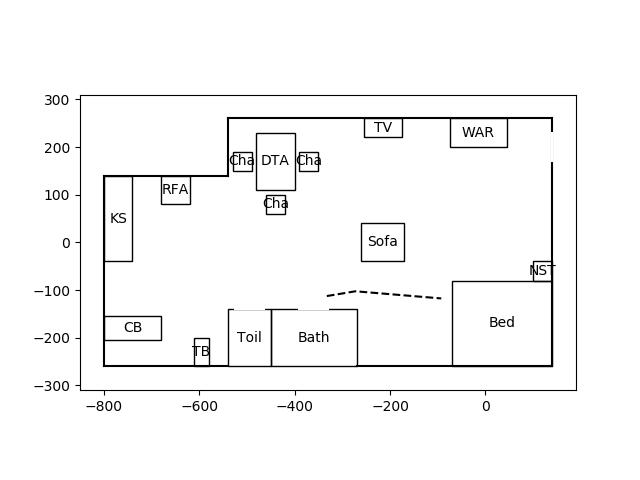 300
200
100
0
−100
−200
−300
−800
−600
−400
−200
0
TV
WAR
Cha
DTA
Cha
RFA
Cha
KS
Sofa
NST
Bed
CB
TB
Toil
Bath